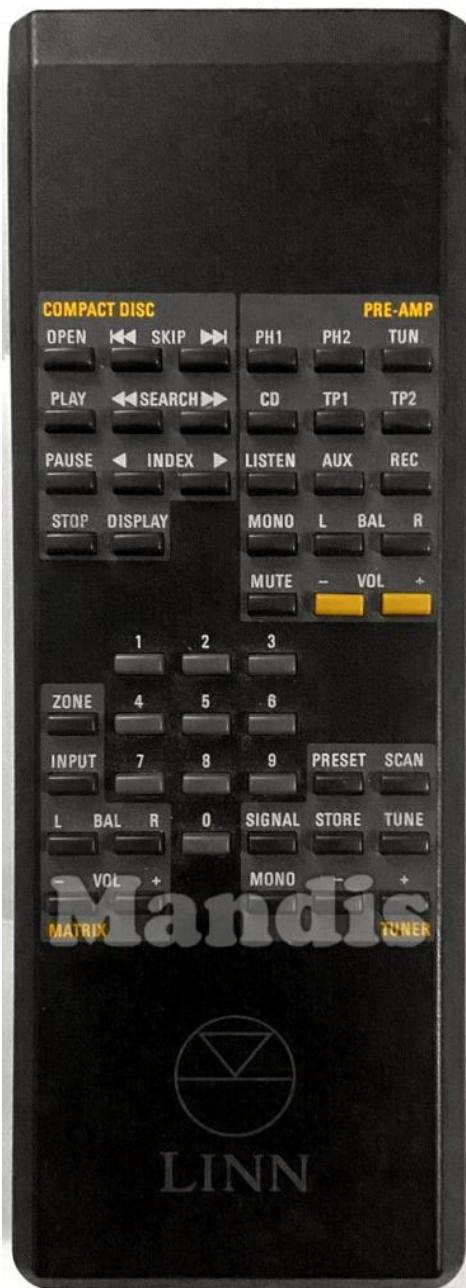 COMPACT DISC PRE-AMP
OPEN SKIP PH1 PH2 TUN
PLAY SEARCH CD TP1 TP2
PAUSE INDEX LISTEN AUX REC
STOP DISPLAY MONO L BAL R
MUTE - VOL +
1 2 3
ZONE 4 5 6
INPUT 7 8 9 PRESET SCAN
L BAL R 0 SIGNAL STORE TUNE
- VOL + MONO - +
Mandis
MATRIX TUNER
LINN